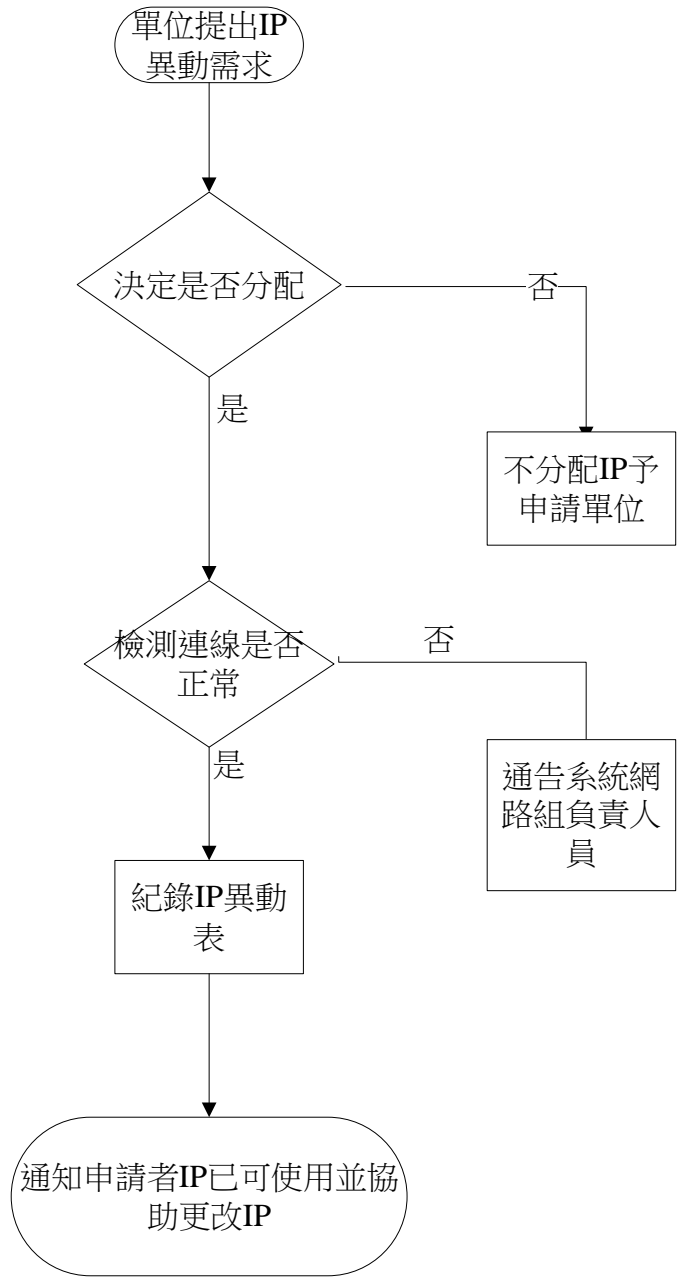 單位提出IP
異動需求
決定是否分配
否
是
不分配IP予
申請單位
檢測連線是否
正常
否
是
通告系統網
路組負責人
員
紀錄IP異動
表
通知申請者IP已可使用並協
助更改IP